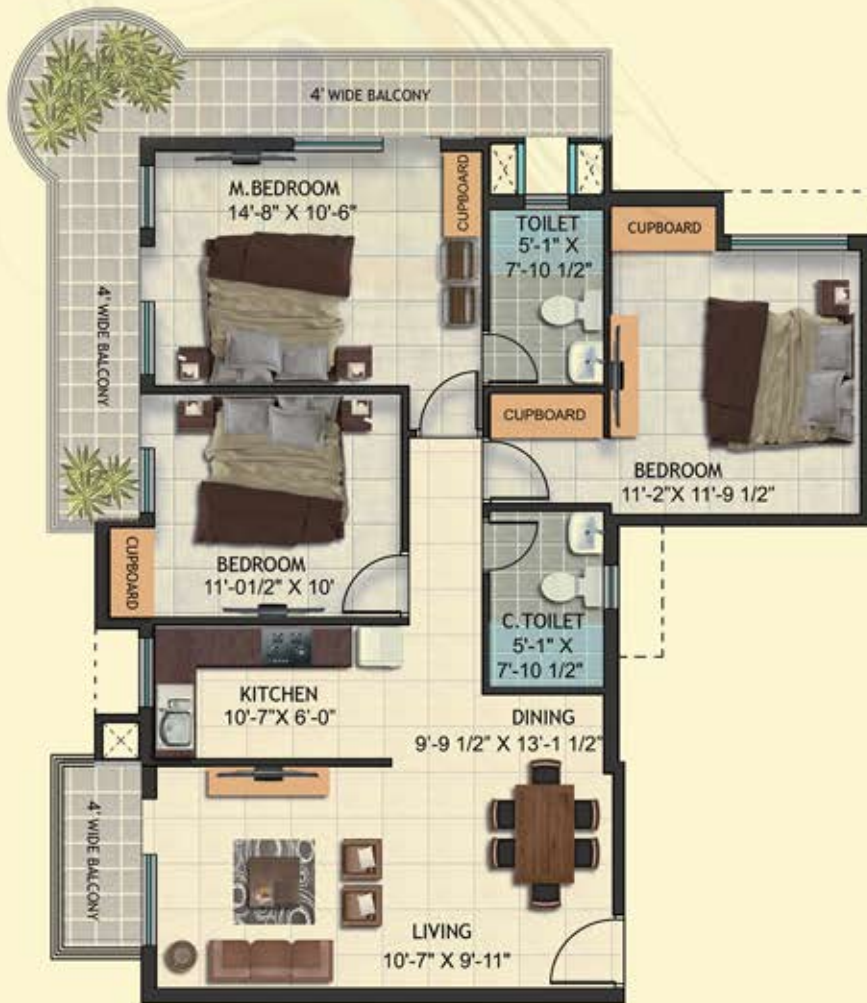 4' WIDE BALCONY
M.BEDROOM
14'-8" X 10'-6"
CUPBOARD
TOILET
5'-1" X
7'-10 1/2"
CUPBOARD
4' WIDE BALCONY
CUPBOARD
BEDROOM
11'-2"X 11'-9 1/2"
CUPBOARD
BEDROOM
11'-01/2" X 10'
C.TOILET
5'-1" X
7'-10 1/2"
KITCHEN
10'-7"X 6'-0"
DINING
9'-9 1/2" X 13'-1 1/2"
4' WIDE BALCONY
LIVING
10'-7" X 9'-11"